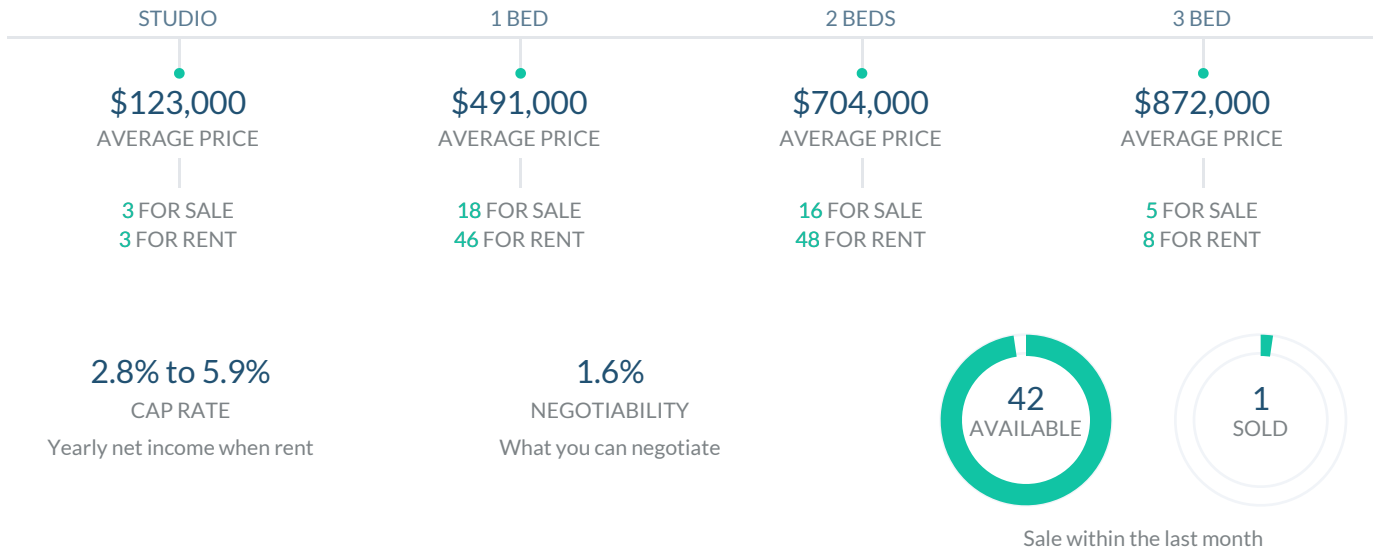 STUDIO
1 BED
2 BEDS
3 BED
$123,000
$491,000
$704,000
$872,000
AVERAGE PRICE
AVERAGE PRICE
AVERAGE PRICE
AVERAGE PRICE
3 FOR SALE
18 FOR SALE
16 FOR SALE
5 FOR SALE
3 FOR RENT
46 FOR RENT
48 FOR RENT
8 FOR RENT
2.8% to 5.9%
CAP RATE
Yearly net income when rent
1.6%
NEGOTIABILITY
What you can negotiate
42
AVAILABLE
1
SOLD
Sale within the last month